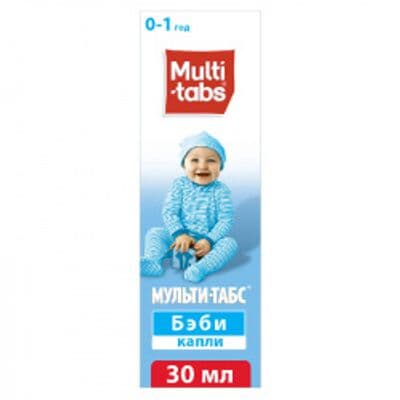 0-1 год
Multi
-tabs®
МУЛЬТИ-ТАБС®
Бэби
капли
30 мл